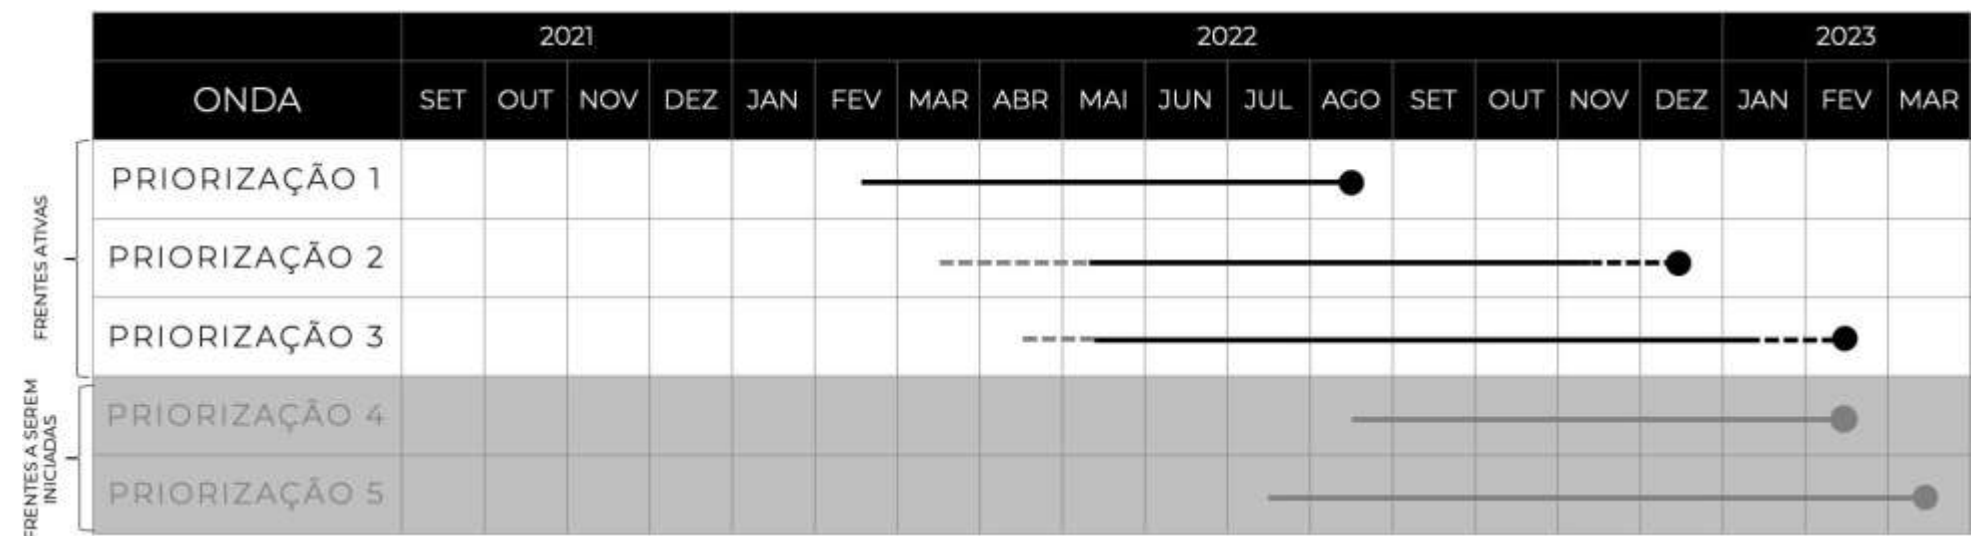 2021 2022 2023
ONDA SET OUT NOV DEZ JAN FEV MAR ABR MAI JUN JUL AGO SET OUT NOV DEZ JAN FEV MAR
FRENTES ATIVAS
PRIORIZAÇÃO 1
PRIORIZAÇÃO 2
PRIORIZAÇÃO 3
FRENTES A SEREM
INICIADAS
PRIORIZAÇÃO 4
PRIORIZAÇÃO 5